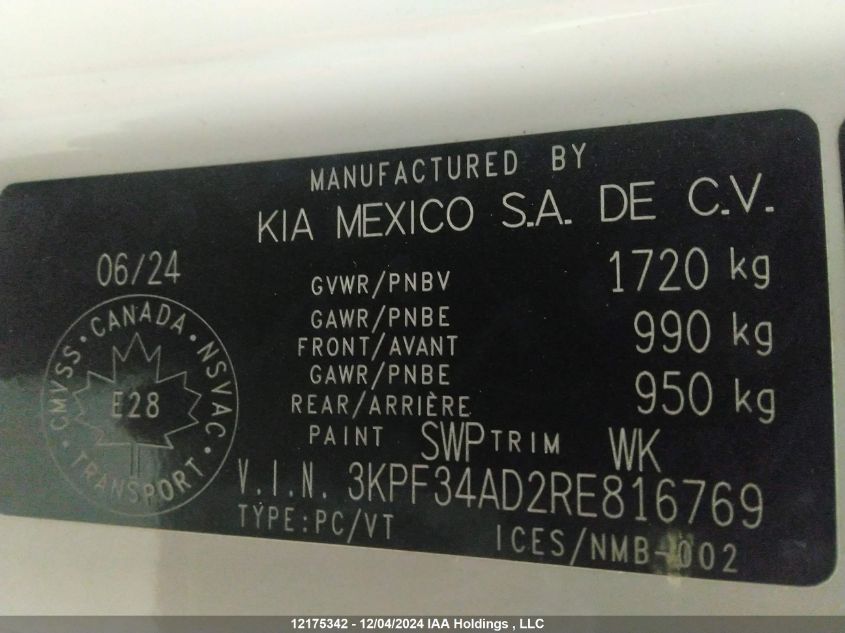 MANUFACTURED BY
KIA MEXICO S.A. DE C.V.
06/24
GVWR/PNBV 1720 kg
GAWR/PNBE
FRONT/AVANT 990 kg
GAWR/PNBE
REAR/ARRIÈRE 950 kg
CMVSS · CANADA · NSVAC
E28
TRANSPORT
PAINT SWP TRIM WK
V.I.N. 3KPF34AD2RE816769
TYPE:PC/VT ICES/NMB-002
12175342 - 12/04/2024 IAA Holdings , LLC